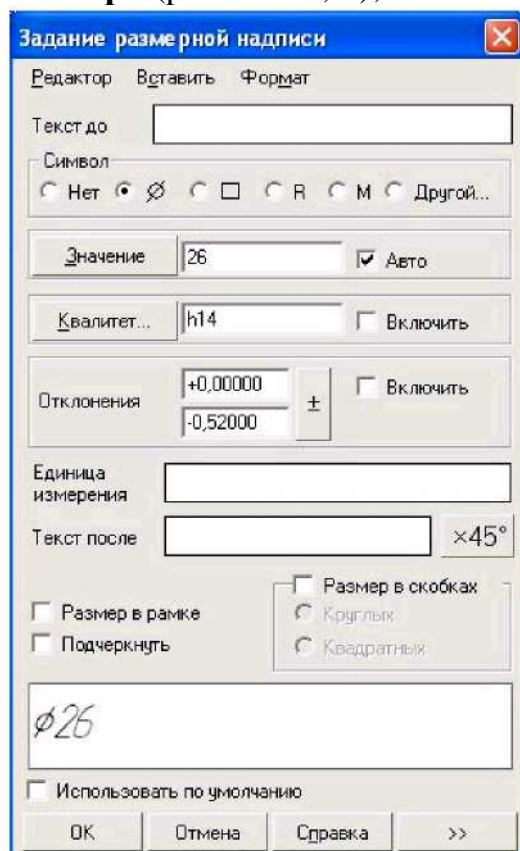 Задание размерной надписи
Редактор Вставить Формат
Текст до
Символ
Нет Ø □ R M Другой...
Значение 26 Авто
Квалитет... h14 Включить
Отклонения +0,00000 ± Включить
-0,52000
Единица
измерения
Текст после ×45°
Размер в скобках
Размер в рамке Круглых
Подчеркнуть Квадратных
Ø26
Использовать по умолчанию
OK Отмена Справка >>